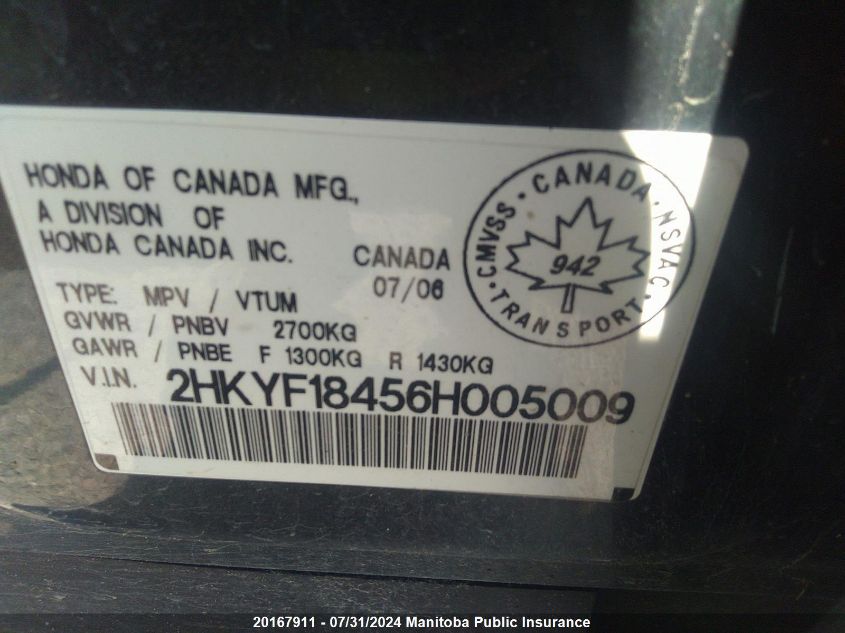 HONDA OF CANADA MFG.,
A DIVISION OF
HONDA CANADA INC. CANADA
07/06
TYPE: MPV / VTUM
GVWR / PNBV 2700KG
GAWR / PNBE F 1300KG R 1430KG
V.I.N. 2HKYF18456H005009
CMVSS · CANADA · NSVAC · TRANSPORT ·
942
20167911 - 07/31/2024 Manitoba Public Insurance